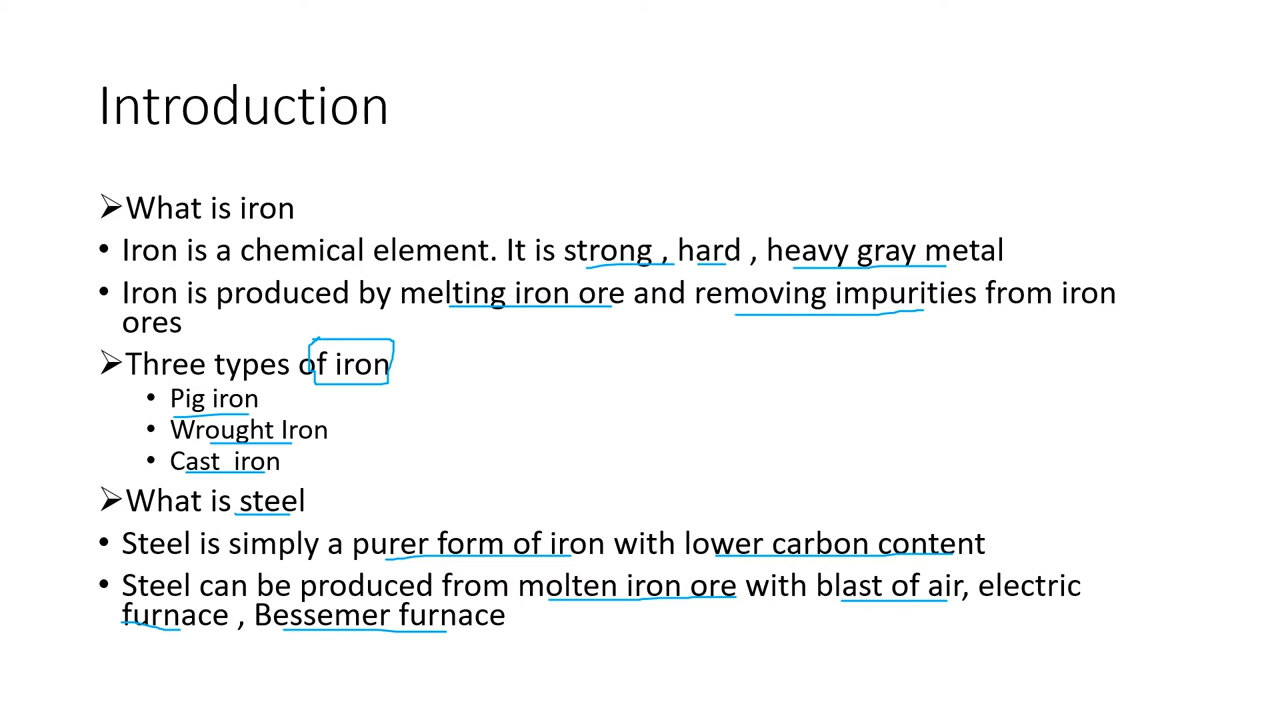 Introduction
➢What is iron
• Iron is a chemical element. It is strong , hard , heavy gray metal
• Iron is produced by melting iron ore and removing impurities from iron
ores
➢Three types of iron
• Pig iron
• Wrought Iron
• Cast  iron
➢What is steel
• Steel is simply a purer form of iron with lower carbon content
• Steel can be produced from molten iron ore with blast of air, electric
furnace , Bessemer furnace